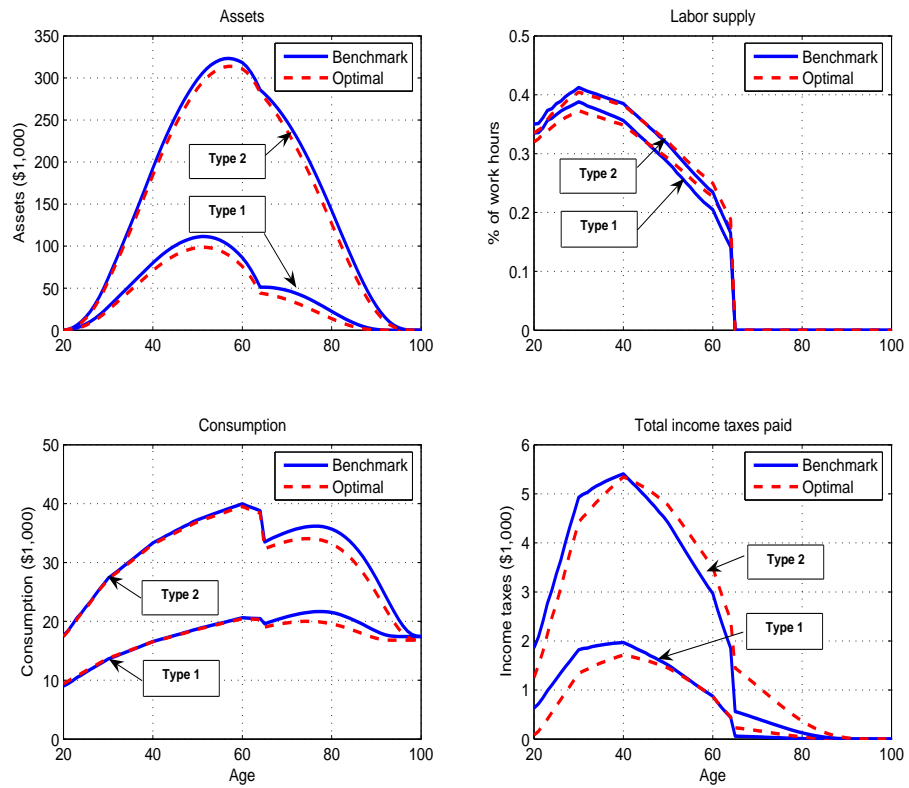 Assets
350
300
250
200
150
100
50
0
20 40 60 80 100
Assets ($1,000)
Benchmark
Optimal
Type 2
Type 1
Labor supply
0.5
0.4
0.3
0.2
0.1
0
20 40 60 80 100
% of work hours
Benchmark
Optimal
Type 2
Type 1
Consumption
50
40
30
20
10
0
20 40 60 80 100
Consumption ($1,000)
Age
Benchmark
Optimal
Type 2
Type 1
Total income taxes paid
6
5
4
3
2
1
0
20 40 60 80 100
Income taxes ($1,000)
Age
Benchmark
Optimal
Type 2
Type 1